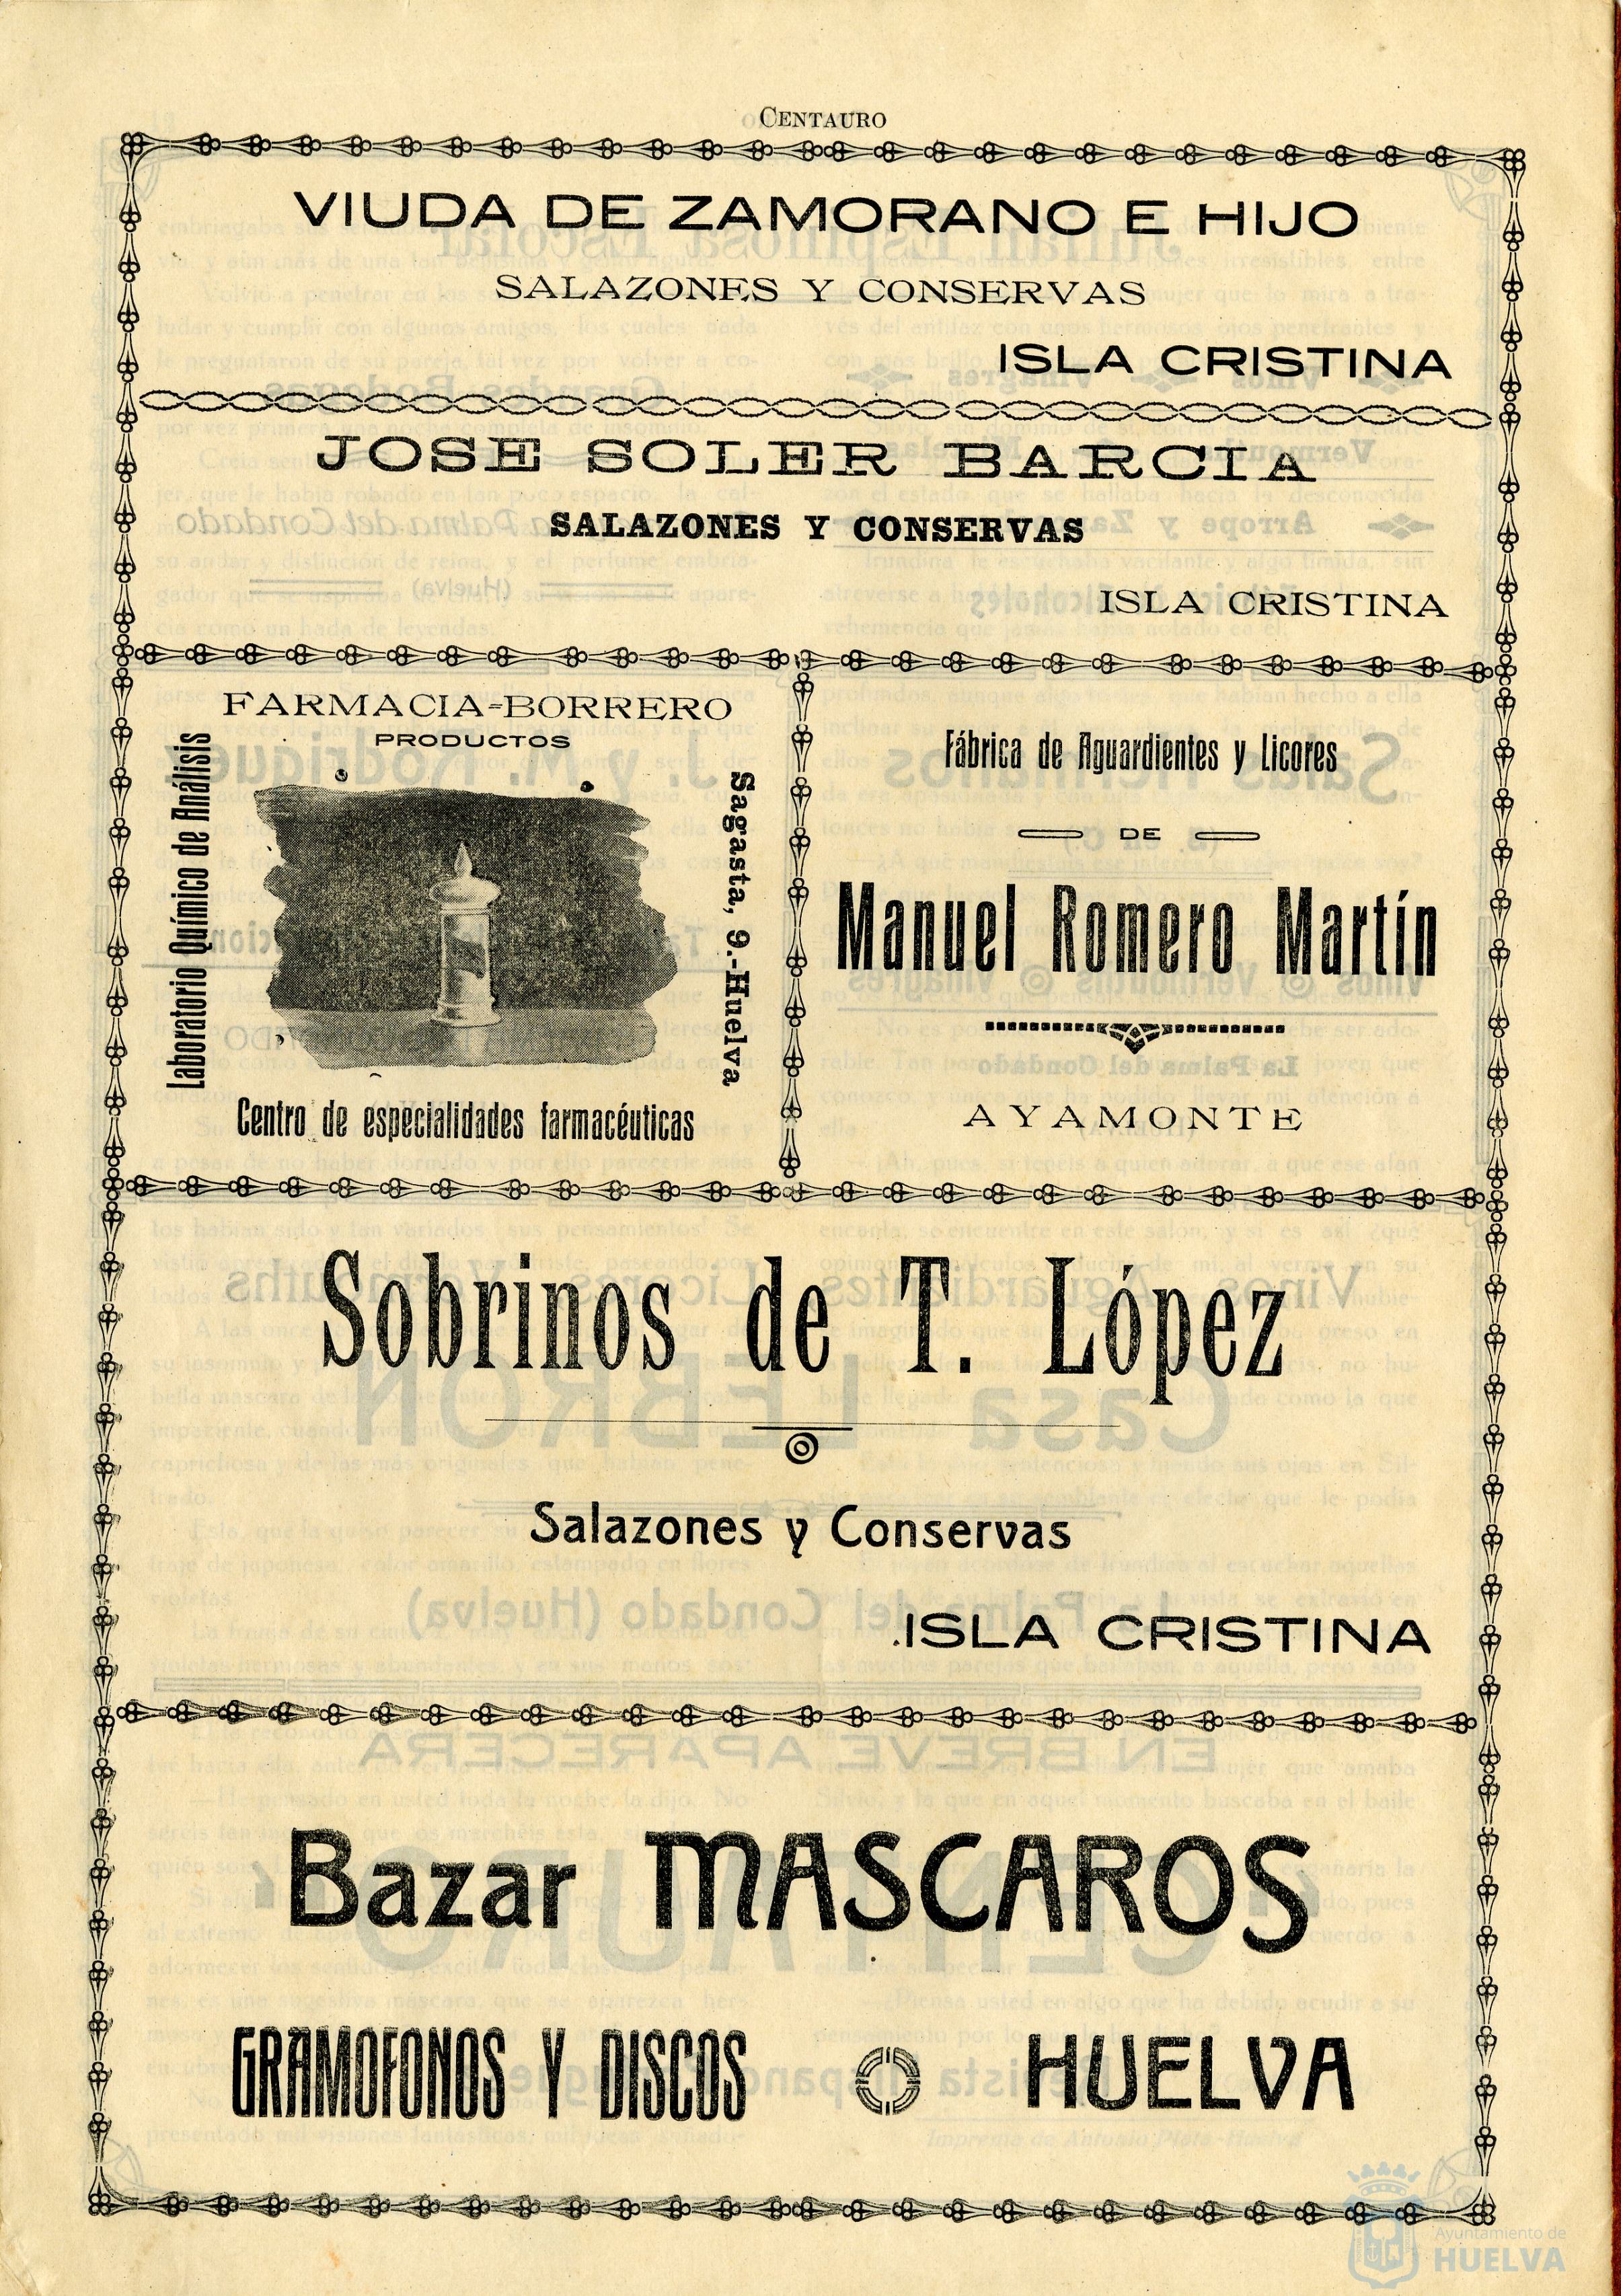 CENTAURO
VIUDA DE ZAMORANO E HIJO
SALAZONES Y CONSERVAS
ISLA CRISTINA
JOSE SOLER BARCIA
SALAZONES Y CONSERVAS
ISLA CRISTINA
FARMACIA=BORRERO
PRODUCTOS
Laboratorio Químico de Análisis
Sagasta, 9.-Huelva
Centro de especialidades farmacéuticas
Fábrica de Aguardientes y Licores
DE
Manuel Romero Martín
AYAMONTE
Sobrinos de T. López
Salazones y Conservas
ISLA CRISTINA
Bazar MASCAROS
GRAMOFONOS Y DISCOS
HUELVA
Ayuntamiento de
HUELVA